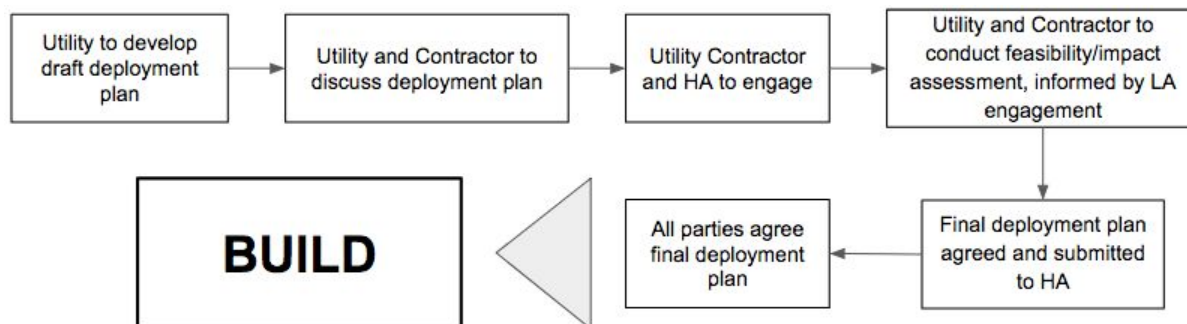 Utility to develop
draft deployment
plan
Utility and Contractor to
discuss deployment plan
Utility Contractor
and HA to engage
Utility and Contractor to
conduct feasibility/impact
assessment, informed by LA
engagement
Final deployment plan
agreed and submitted
to HA
All parties agree
final deployment
plan
BUILD